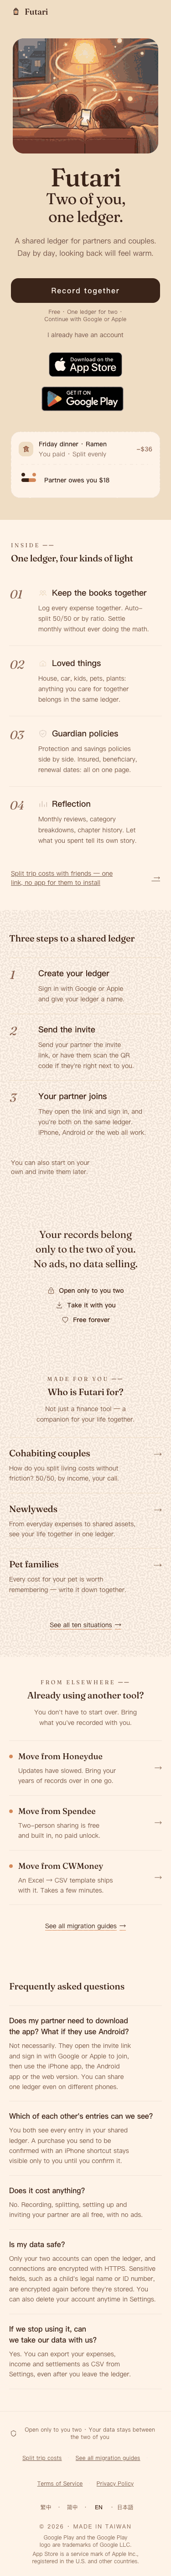 Futari
Futari
Two of you,
one ledger.
A shared ledger for partners and couples.
Day by day, looking back will feel warm.
Record together
Free · One ledger for two ·
Continue with Google or Apple
I already have an account
Download on the
App Store
GET IT ON
Google Play
Friday dinner · Ramen
You paid · Split evenly
−$36
Partner owes you $18
INSIDE
One ledger, four kinds of light
01
Keep the books together
Log every expense together. Auto-
split 50/50 or by ratio. Settle
monthly without ever doing the math.
02
Loved things
House, car, kids, pets, plants:
anything you care for together
belongs in the same ledger.
03
Guardian policies
Protection and savings policies
side by side. Insured, beneficiary,
renewal dates: all on one page.
04
Reflection
Monthly reviews, category
breakdowns, chapter history. Let
what you spent tell its own story.
Split trip costs with friends — one
link, no app for them to install
→
Three steps to a shared ledger
1
Create your ledger
Sign in with Google or Apple
and give your ledger a name.
2
Send the invite
Send your partner the invite
link, or have them scan the QR
code if they're right next to you.
3
Your partner joins
They open the link and sign in, and
you're both on the same ledger.
iPhone, Android or the web all work.
You can also start on your
own and invite them later.
Your records belong
only to the two of you.
No ads, no data selling.
Open only to you two
Take it with you
Free forever
MADE FOR YOU
Who is Futari for?
Not just a finance tool — a
companion for your life together.
Cohabiting couples
→
How do you split living costs without
friction? 50/50, by income, your call.
Newlyweds
→
From everyday expenses to shared assets,
see your life together in one ledger.
Pet families
→
Every cost for your pet is worth
remembering — write it down together.
See all ten situations →
FROM ELSEWHERE
Already using another tool?
You don't have to start over. Bring
what you've recorded with you.
Move from Honeydue
Updates have slowed. Bring your
years of records over in one go.
→
Move from Spendee
Two-person sharing is free
and built in, no paid unlock.
→
Move from CWMoney
An Excel → CSV template ships
with it. Takes a few minutes.
→
See all migration guides →
Frequently asked questions
Does my partner need to download
the app? What if they use Android?
Not necessarily. They open the invite link
and sign in with Google or Apple to join,
then use the iPhone app, the Android
app or the web version. You can share
one ledger even on different phones.
Which of each other's entries can we see?
You both see every entry in your shared
ledger. A purchase you send to be
confirmed with an iPhone shortcut stays
visible only to you until you confirm it.
Does it cost anything?
No. Recording, splitting, settling up and
inviting your partner are all free, with no ads.
Is my data safe?
Only your two accounts can open the ledger, and
connections are encrypted with HTTPS. Sensitive
fields, such as a child's legal name or ID number,
are encrypted again before they're stored. You
can also delete your account anytime in Settings.
If we stop using it, can
we take our data with us?
Yes. You can export your expenses,
income and settlements as CSV from
Settings, even after you leave the ledger.
Open only to you two · Your data stays between
the two of you
Split trip costs
See all migration guides
Terms of Service
Privacy Policy
繁中 · 简中 · EN · 日本語
© 2026 · MADE IN TAIWAN
Google Play and the Google Play
logo are trademarks of Google LLC.
App Store is a service mark of Apple Inc.,
registered in the U.S. and other countries.